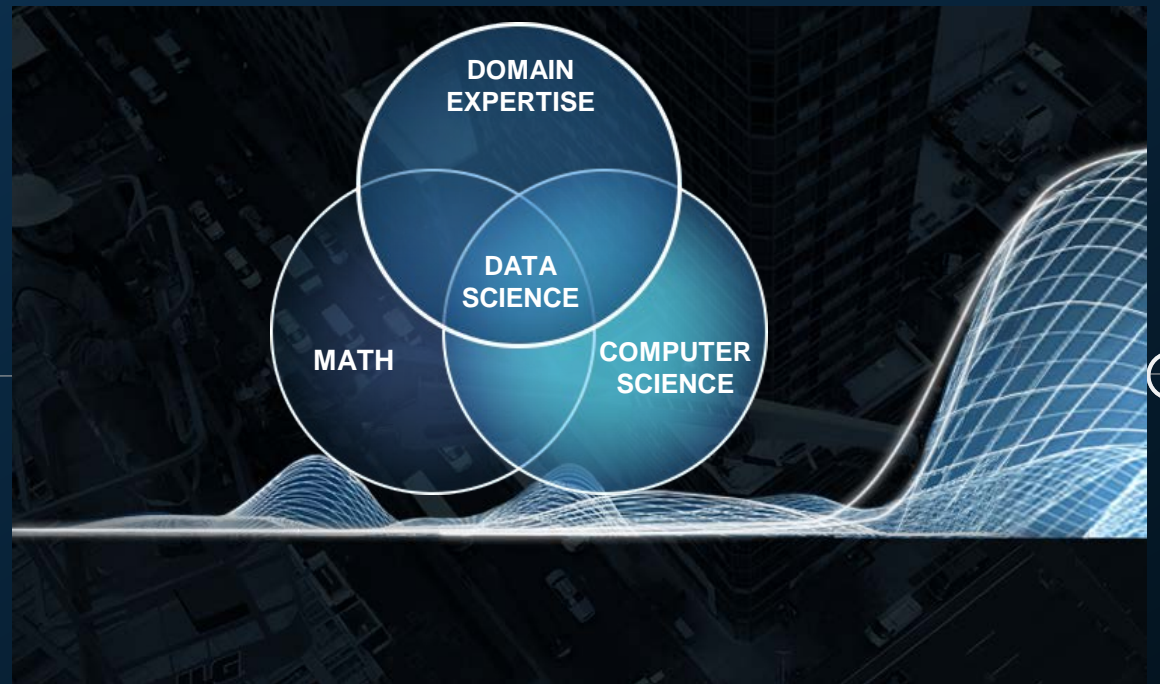 DOMAIN
EXPERTISE
DATA
SCIENCE
MATH
COMPUTER
SCIENCE